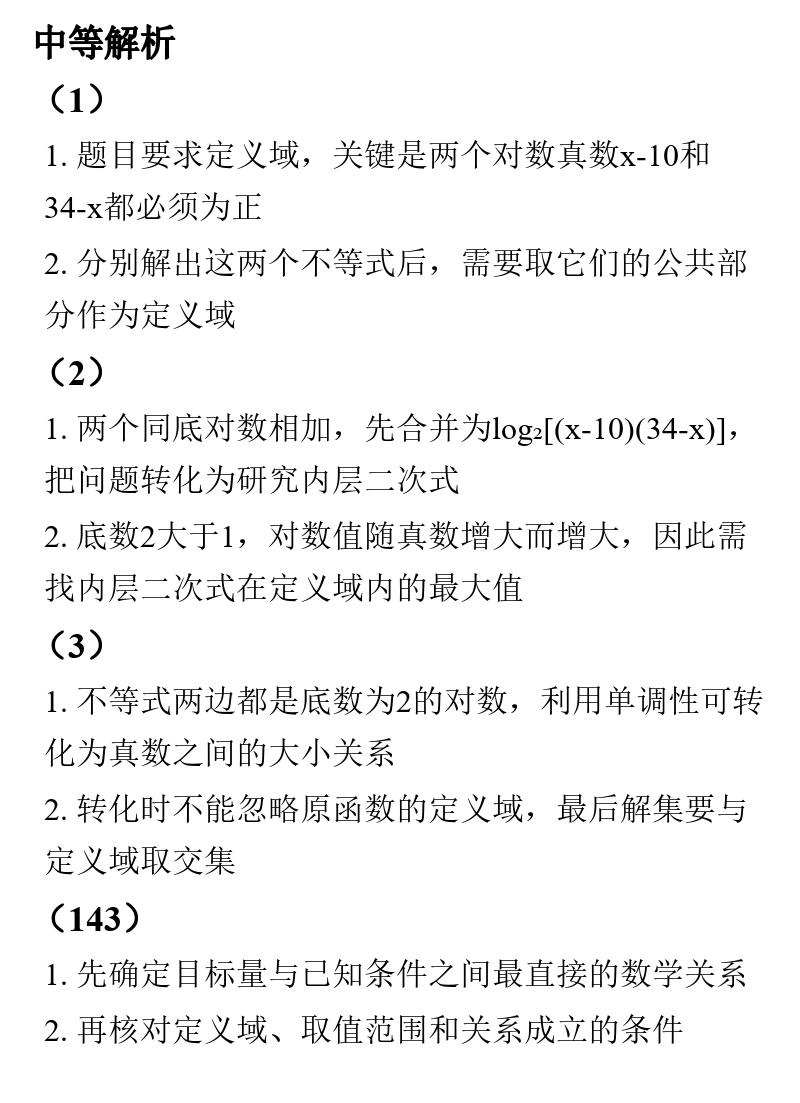 中等解析
（1）
1. 题目要求定义域，关键是两个对数真数x-10和
34-x都必须为正
2. 分别解出这两个不等式后，需要取它们的公共部
分作为定义域
（2）
1. 两个同底对数相加，先合并为log₂[(x-10)(34-x)]，
把问题转化为研究内层二次式
2. 底数2大于1，对数值随真数增大而增大，因此需
找内层二次式在定义域内的最大值
（3）
1. 不等式两边都是底数为2的对数，利用单调性可转
化为真数之间的大小关系
2. 转化时不能忽略原函数的定义域，最后解集要与
定义域取交集
（143）
1. 先确定目标量与已知条件之间最直接的数学关系
2. 再核对定义域、取值范围和关系成立的条件